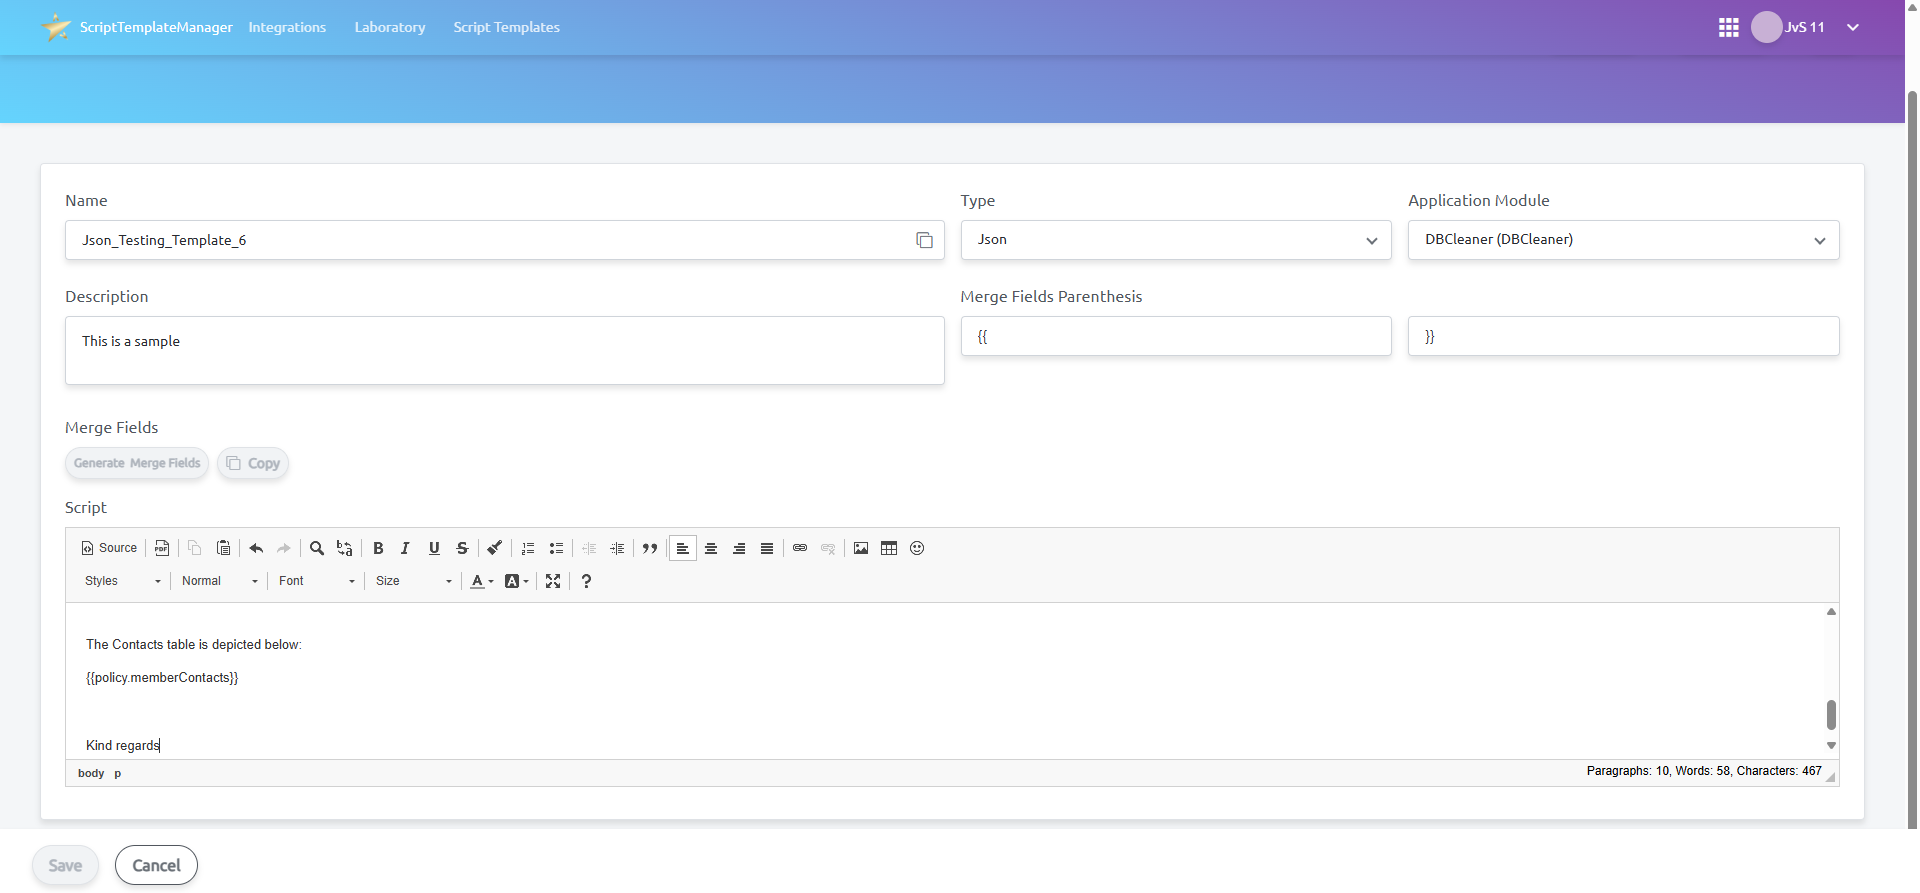 ScriptTemplateManager Integrations Laboratory Script Templates JvS 11
Name Type Application Module
Json_Testing_Template_6 Json DBCleaner (DBCleaner)
Description Merge Fields Parenthesis
This is a sample {{ }}
Merge Fields
Generate Merge Fields Copy
Script
Source PDF B I U S
Styles Normal Font Size A A ?
The Contacts table is depicted below:
{{policy.memberContacts}}
Kind regards
body p Paragraphs: 10, Words: 58, Characters: 467
Save Cancel